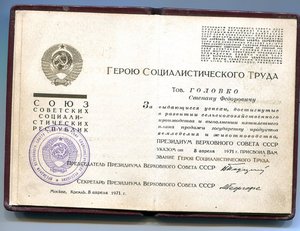 СОЮЗ
СОВЕТСКИХ
СОЦИАЛИ-
СТИЧЕСКИХ
РЕСПУБЛИК
ГЕРОЮ СОЦИАЛИСТИЧЕСКОГО ТРУДА
Тов. ГОЛОВКО
Степану Федоровичу
За выдающиеся успехи, достигнутые
в развитии сельскохозяйственного
производства и выполнении пятилетнего
плана продажи государству продуктов
земледелия и животноводства,
ПРЕЗИДИУМ ВЕРХОВНОГО СОВЕТА СССР
УКАЗОМ от 8 апреля 1971 г. ПРИСВОИЛ ВАМ
ЗВАНИЕ ГЕРОЯ СОЦИАЛИСТИЧЕСКОГО ТРУДА.
ПРЕДСЕДАТЕЛЬ ПРЕЗИДИУМА ВЕРХОВНОГО СОВЕТА СССР
СЕКРЕТАРЬ ПРЕЗИДИУМА ВЕРХОВНОГО СОВЕТА СССР
Москва, Кремль, 8 апреля 1971 г.